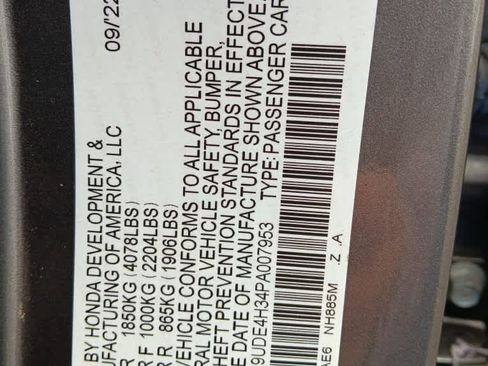 09/'22
BY HONDA DEVELOPMENT &
UFACTURING OF AMERICA, LLC
R 1850KG (4078LBS)
R F 1000KG (2204LBS)
R R 865KG (1906LBS)
VEHICLE CONFORMS TO ALL APPLICABLE
RAL MOTOR VEHICLE SAFETY, BUMPER,
HEFT PREVENTION STANDARDS IN EFFECT
E DATE OF MANUFACTURE SHOWN ABOVE.
9UDE4H34PA007953 TYPE:PASSENGER CAR
AE6 NH885M .Z .A